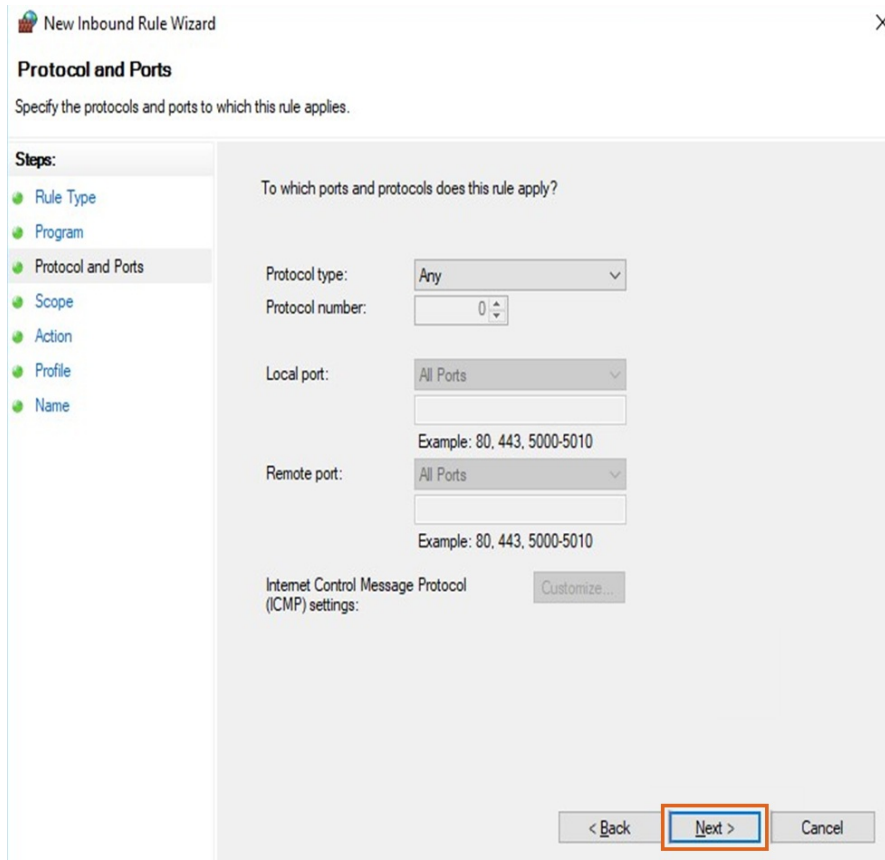 New Inbound Rule Wizard
Protocol and Ports
Specify the protocols and ports to which this rule applies.
Steps:
Rule Type
Program
Protocol and Ports
Scope
Action
Profile
Name
To which ports and protocols does this rule apply?
Protocol type: Any
Protocol number: 0
Local port: All Ports
Example: 80, 443, 5000-5010
Remote port: All Ports
Example: 80, 443, 5000-5010
Internet Control Message Protocol
(ICMP) settings:
Customize...
< Back Next > Cancel